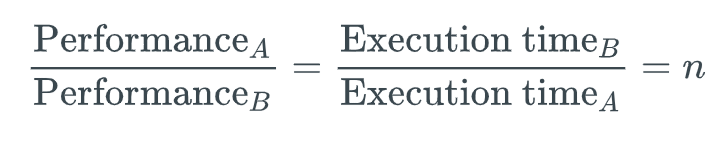 Performance_A / Performance_B = Execution time_B / Execution time_A = n